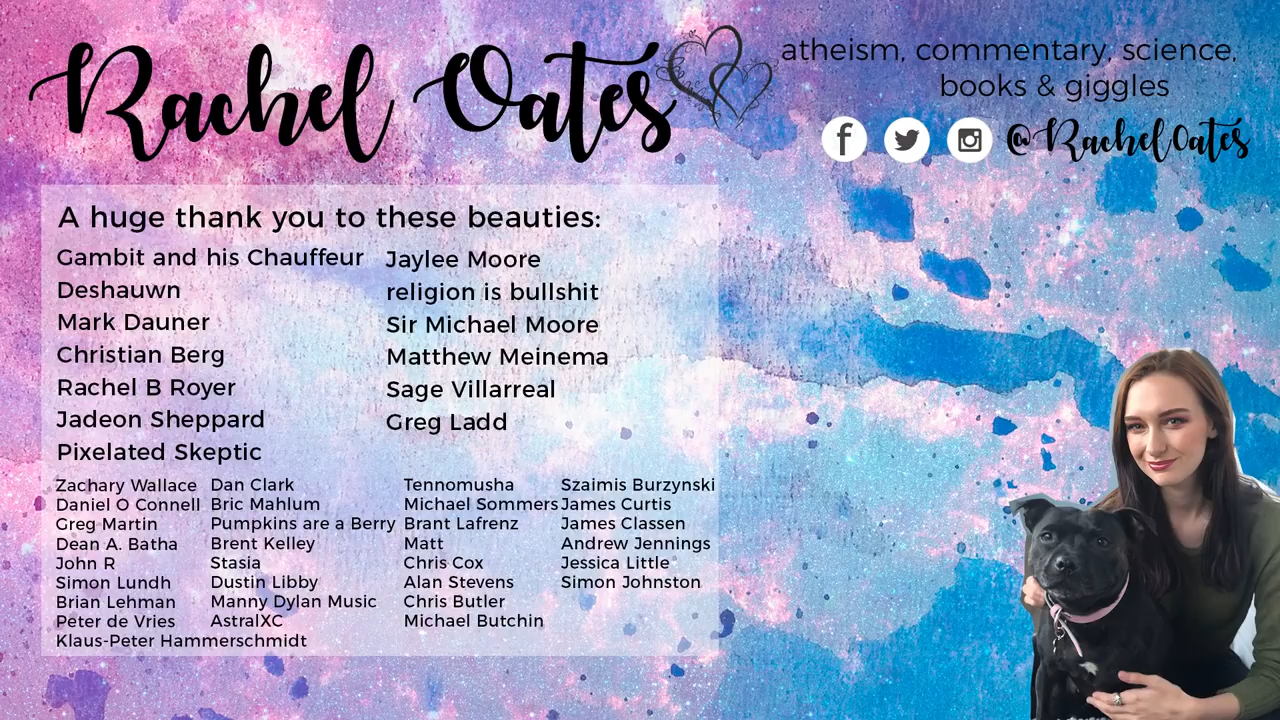 Rachel Oates
atheism, commentary, science,
books & giggles
@RachelOates
A huge thank you to these beauties:
Gambit and his Chauffeur
Deshauwn
Mark Dauner
Christian Berg
Rachel B Royer
Jadeon Sheppard
Pixelated Skeptic
Jaylee Moore
religion is bullshit
Sir Michael Moore
Matthew Meinema
Sage Villarreal
Greg Ladd
Zachary Wallace
Daniel O Connell
Greg Martin
Dean A. Batha
John R
Simon Lundh
Brian Lehman
Peter de Vries
Klaus-Peter Hammerschmidt
Dan Clark
Bric Mahlum
Pumpkins are a Berry
Brent Kelley
Stasia
Dustin Libby
Manny Dylan Music
AstralXC
Tennomusha
Michael Sommers
Brant Lafrenz
Matt
Chris Cox
Alan Stevens
Chris Butler
Michael Butchin
Szaimis Burzynski
James Curtis
James Classen
Andrew Jennings
Jessica Little
Simon Johnston